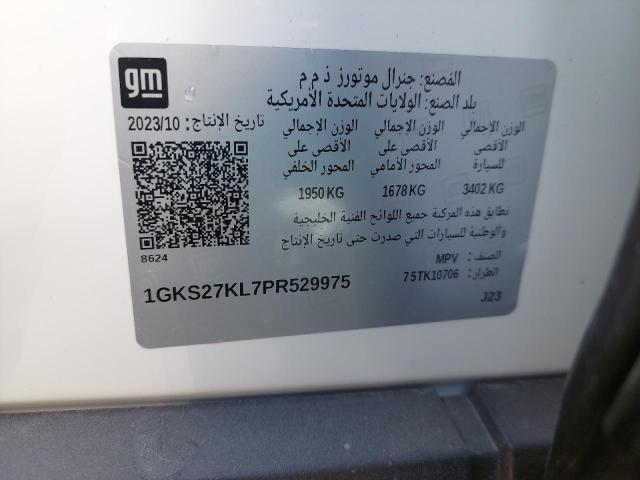 gm
المُصنع: جنرال موتورز ذ م م
بلد الصنع: الولايات المتحدة الأمريكية
تاريخ الإنتاج: 2023/10
الوزن الإجمالي الوزن الإجمالي الوزن الإجمالي
الأقصى الأقصى على الأقصى على
للسيارة المحور الأمامي المحور الخلفي
3402 KG 1678 KG 1950 KG
تطابق هذه المركبة جميع اللوائح الفنية الخليجية
والوطنية للسيارات التي صدرت حتى تاريخ الإنتاج
الصنف: MPV
الطراز: 75TK10706
8624
1GKS27KL7PR529975
J23